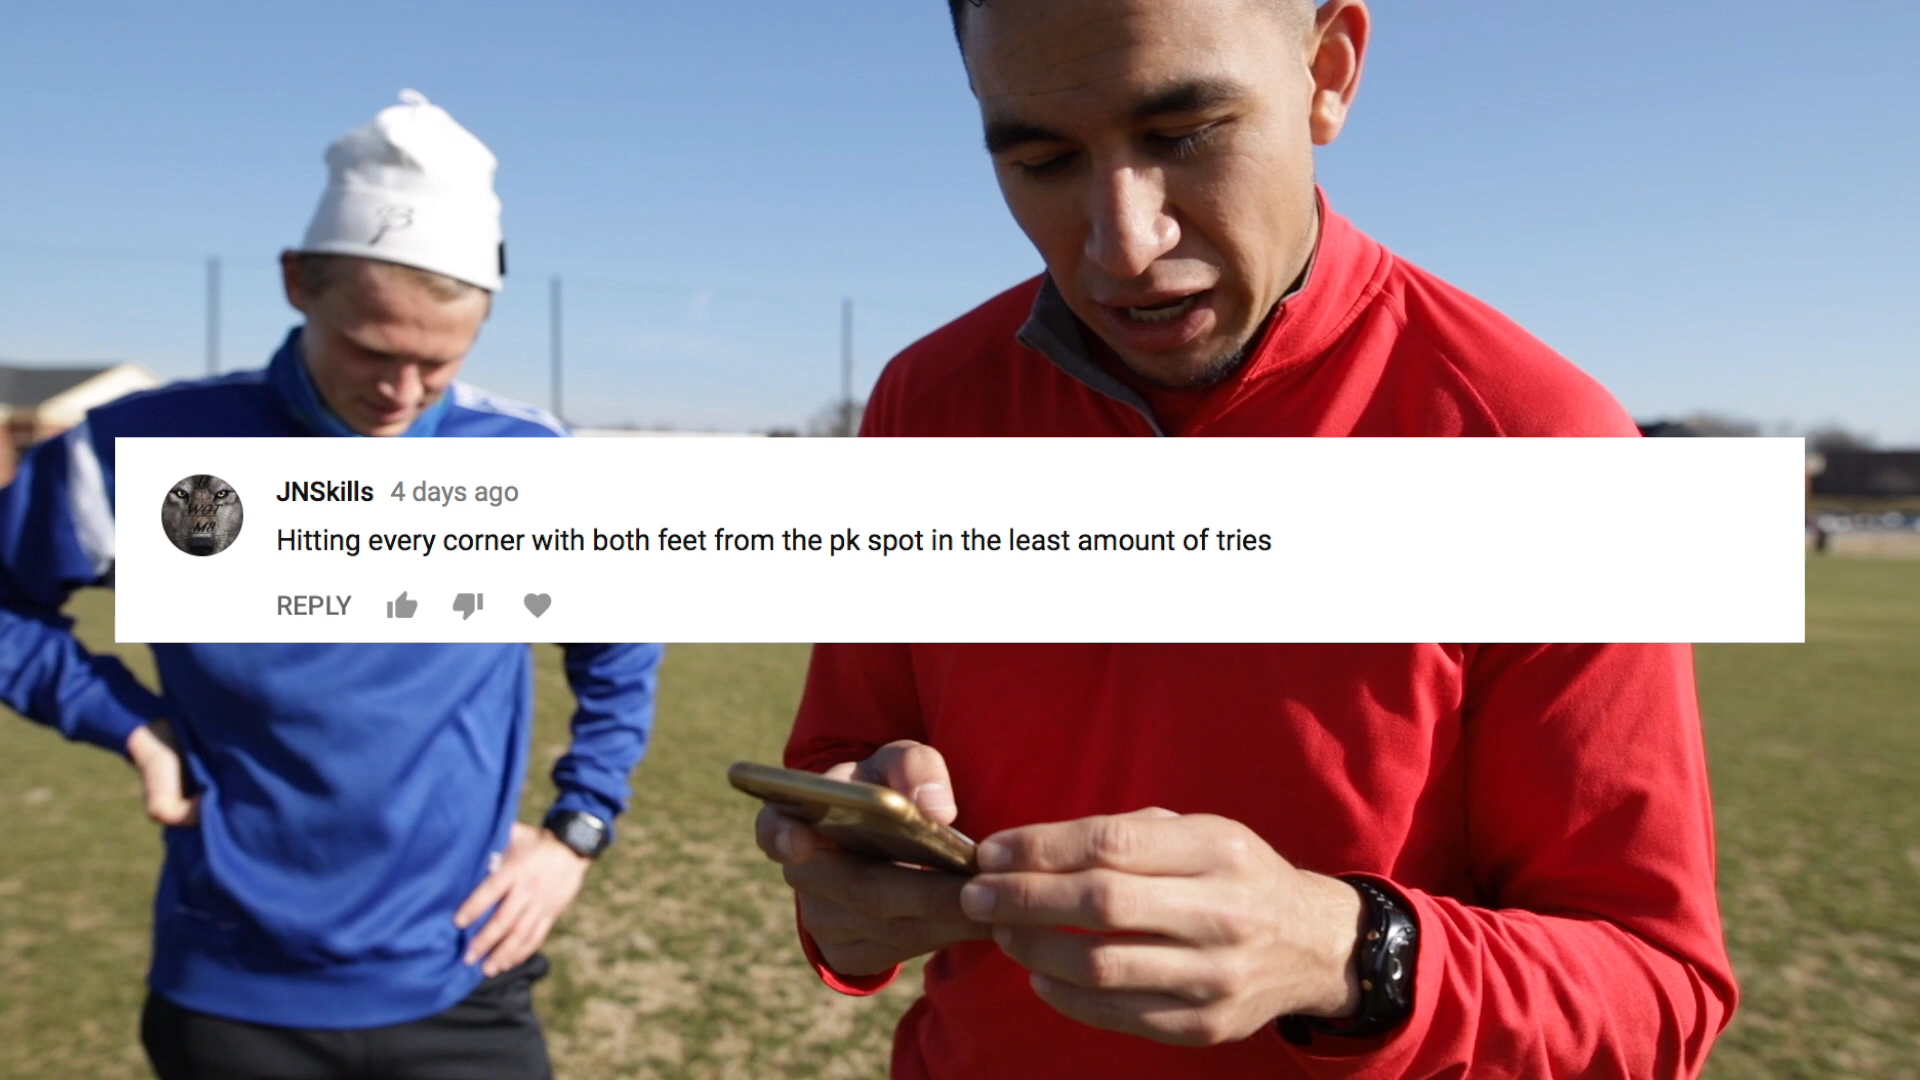 JNSkills 4 days ago
Hitting every corner with both feet from the pk spot in the least amount of tries
REPLY